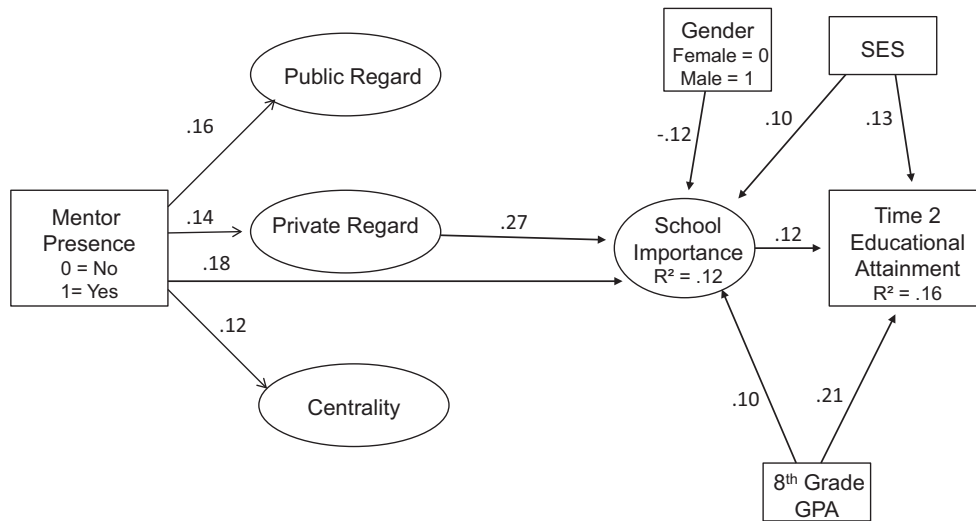 Gender
Female = 0
Male = 1
SES
Public Regard
.16
-.12
.10
.13
Mentor
Presence
0 = No
1= Yes
.14
Private Regard
.27
School
Importance
R² = .12
.12
Time 2
Educational
Attainment
R² = .16
.18
.12
Centrality
.10
.21
8th Grade
GPA